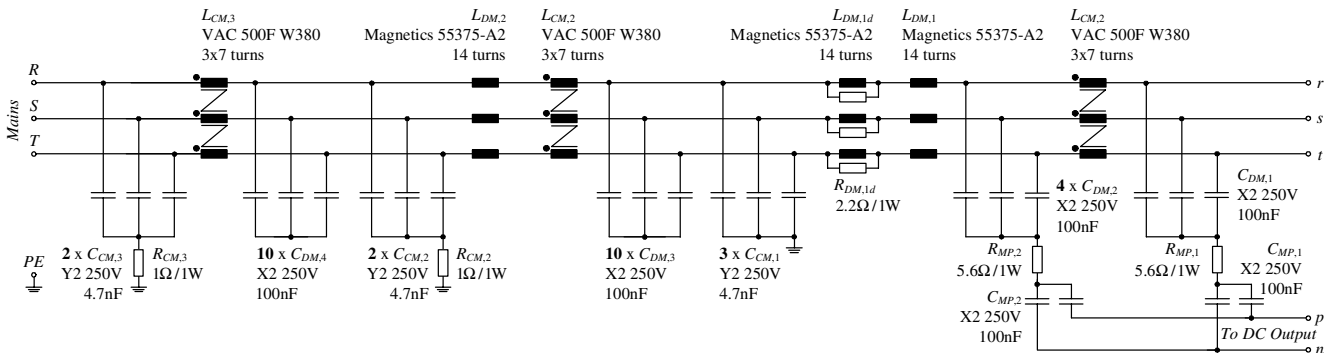 L_CM,3
VAC 500F W380
3x7 turns
L_DM,2
Magnetics 55375-A2
14 turns
L_CM,2
VAC 500F W380
3x7 turns
L_DM,1d
Magnetics 55375-A2
14 turns
L_DM,1
Magnetics 55375-A2
14 turns
L_CM,2
VAC 500F W380
3x7 turns
Mains
R
S
T
PE
r
s
t
2 x C_CM,3
Y2 250V
4.7nF
R_CM,3
1Ω/1W
10 x C_DM,4
X2 250V
100nF
2 x C_CM,2
Y2 250V
4.7nF
R_CM,2
1Ω/1W
10 x C_DM,3
X2 250V
100nF
3 x C_CM,1
Y2 250V
4.7nF
R_DM,1d
2.2Ω/1W
4 x C_DM,2
X2 250V
100nF
R_MP,2
5.6Ω/1W
C_MP,2
X2 250V
100nF
C_DM,1
X2 250V
100nF
R_MP,1
5.6Ω/1W
C_MP,1
X2 250V
100nF
p
To DC Output
n